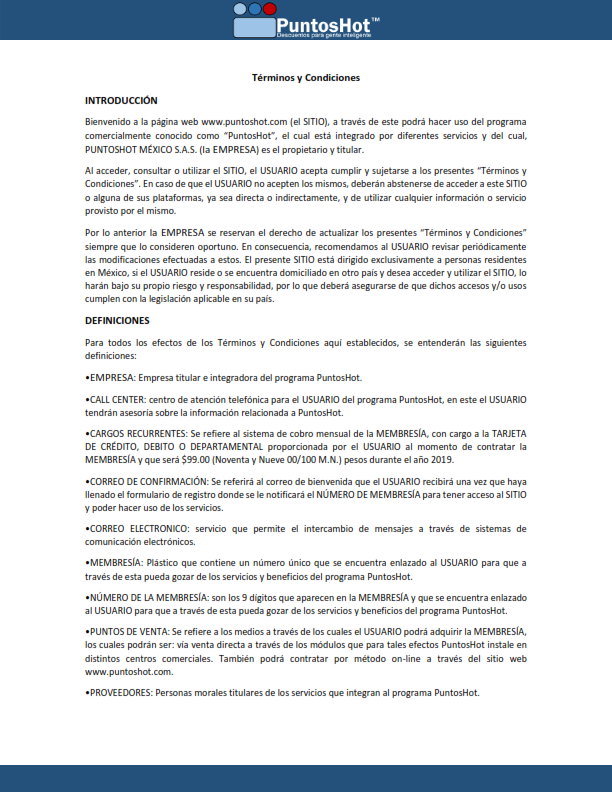 PuntosHot™
Descuentos para gente inteligente
Términos y Condiciones
INTRODUCCIÓN
Bienvenido a la página web www.puntoshot.com (el SITIO), a través de este podrá hacer uso del programa
comercialmente conocido como “PuntosHot”, el cual está integrado por diferentes servicios y del cual,
PUNTOSHOT MÉXICO S.A.S. (la EMPRESA) es el propietario y titular.
Al acceder, consultar o utilizar el SITIO, el USUARIO acepta cumplir y sujetarse a los presentes “Términos y
Condiciones”. En caso de que el USUARIO no acepten los mismos, deberán abstenerse de acceder a este SITIO
o alguna de sus plataformas, ya sea directa o indirectamente, y de utilizar cualquier información o servicio
provisto por el mismo.
Por lo anterior la EMPRESA se reservan el derecho de actualizar los presentes “Términos y Condiciones”
siempre que lo consideren oportuno. En consecuencia, recomendamos al USUARIO revisar periódicamente
las modificaciones efectuadas a estos. El presente SITIO está dirigido exclusivamente a personas residentes
en México, si el USUARIO reside o se encuentra domiciliado en otro país y desea acceder y utilizar el SITIO, lo
harán bajo su propio riesgo y responsabilidad, por lo que deberá asegurarse de que dichos accesos y/o usos
cumplen con la legislación aplicable en su país.
DEFINICIONES
Para todos los efectos de los Términos y Condiciones aquí establecidos, se entenderán las siguientes
definiciones:
•EMPRESA: Empresa titular e integradora del programa PuntosHot.
•CALL CENTER: centro de atención telefónica para el USUARIO del programa PuntosHot, en este el USUARIO
tendrán asesoría sobre la información relacionada a PuntosHot.
•CARGOS RECURRENTES: Se refiere al sistema de cobro mensual de la MEMBRESÍA, con cargo a la TARJETA
DE CRÉDITO, DEBITO O DEPARTAMENTAL proporcionada por el USUARIO al momento de contratar la
MEMBRESÍA y que será $99.00 (Noventa y Nueve 00/100 M.N.) pesos durante el año 2019.
•CORREO DE CONFIRMACIÓN: Se referirá al correo de bienvenida que el USUARIO recibirá una vez que haya
llenado el formulario de registro donde se le notificará el NÚMERO DE MEMBRESÍA para tener acceso al SITIO
y poder hacer uso de los servicios.
•CORREO ELECTRONICO: servicio que permite el intercambio de mensajes a través de sistemas de
comunicación electrónicos.
•MEMBRESÍA: Plástico que contiene un número único que se encuentra enlazado al USUARIO para que a
través de esta pueda gozar de los servicios y beneficios del programa PuntosHot.
•NÚMERO DE LA MEMBRESÍA: son los 9 dígitos que aparecen en la MEMBRESÍA y que se encuentra enlazado
al USUARIO para que a través de esta pueda gozar de los servicios y beneficios del programa PuntosHot.
•PUNTOS DE VENTA: Se refiere a los medios a través de los cuales el USUARIO podrá adquirir la MEMBRESÍA,
los cuales podrán ser: vía venta directa a través de los módulos que para tales efectos PuntosHot instale en
distintos centros comerciales. También podrá contratar por método on-line a través del sitio web
www.puntoshot.com.
•PROVEEDORES: Personas morales titulares de los servicios que integran al programa PuntosHot.